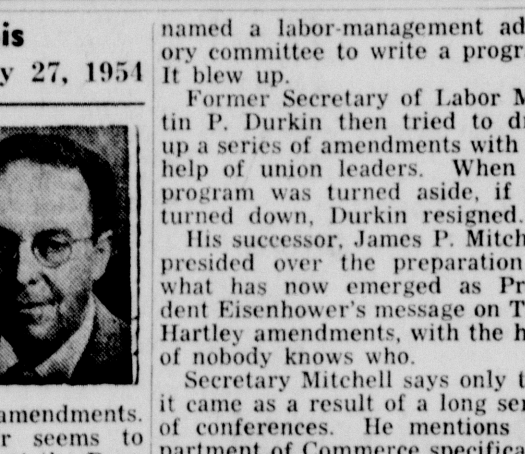 is
y 27, 1954
amendments.
r seems to
named a labor-management ad
ory committee to write a progr
It blew up.
Former Secretary of Labor M
tin P. Durkin then tried to d
up a series of amendments with
help of union leaders. When
program was turned aside, if
turned down, Durkin resigned.
His successor, James P. Mitch
presided over the preparation
what has now emerged as Pr
dent Eisenhower's message on T
Hartley amendments, with the h
of nobody knows who.
Secretary Mitchell says only t
it came as a result of a long ser
of conferences. He mentions
partment of Commerce specifica